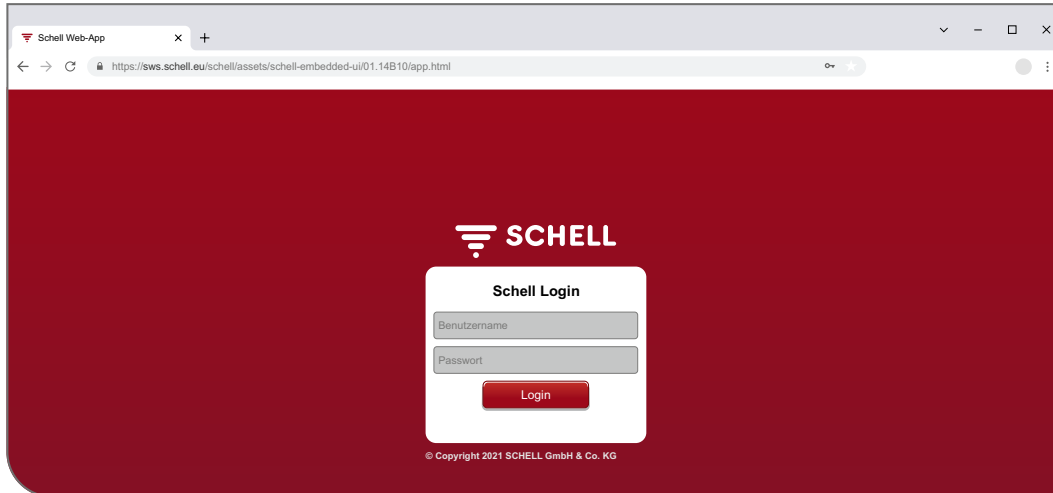 Schell Web-App
https://sws.schell.eu/schell/assets/schell-embedded-ui/01.14B10/app.html
SCHELL
Schell Login
Benutzername
Passwort
Login
© Copyright 2021 SCHELL GmbH & Co. KG